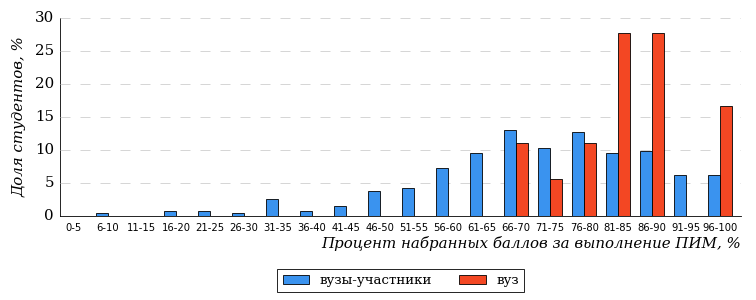 Доля студентов, %
30
25
20
15
10
5
0
0-5 6-10 11-15 16-20 21-25 26-30 31-35 36-40 41-45 46-50 51-55 56-60 61-65 66-70 71-75 76-80 81-85 86-90 91-95 96-100
Процент набранных баллов за выполнение ПИМ, %
вузы-участники вуз